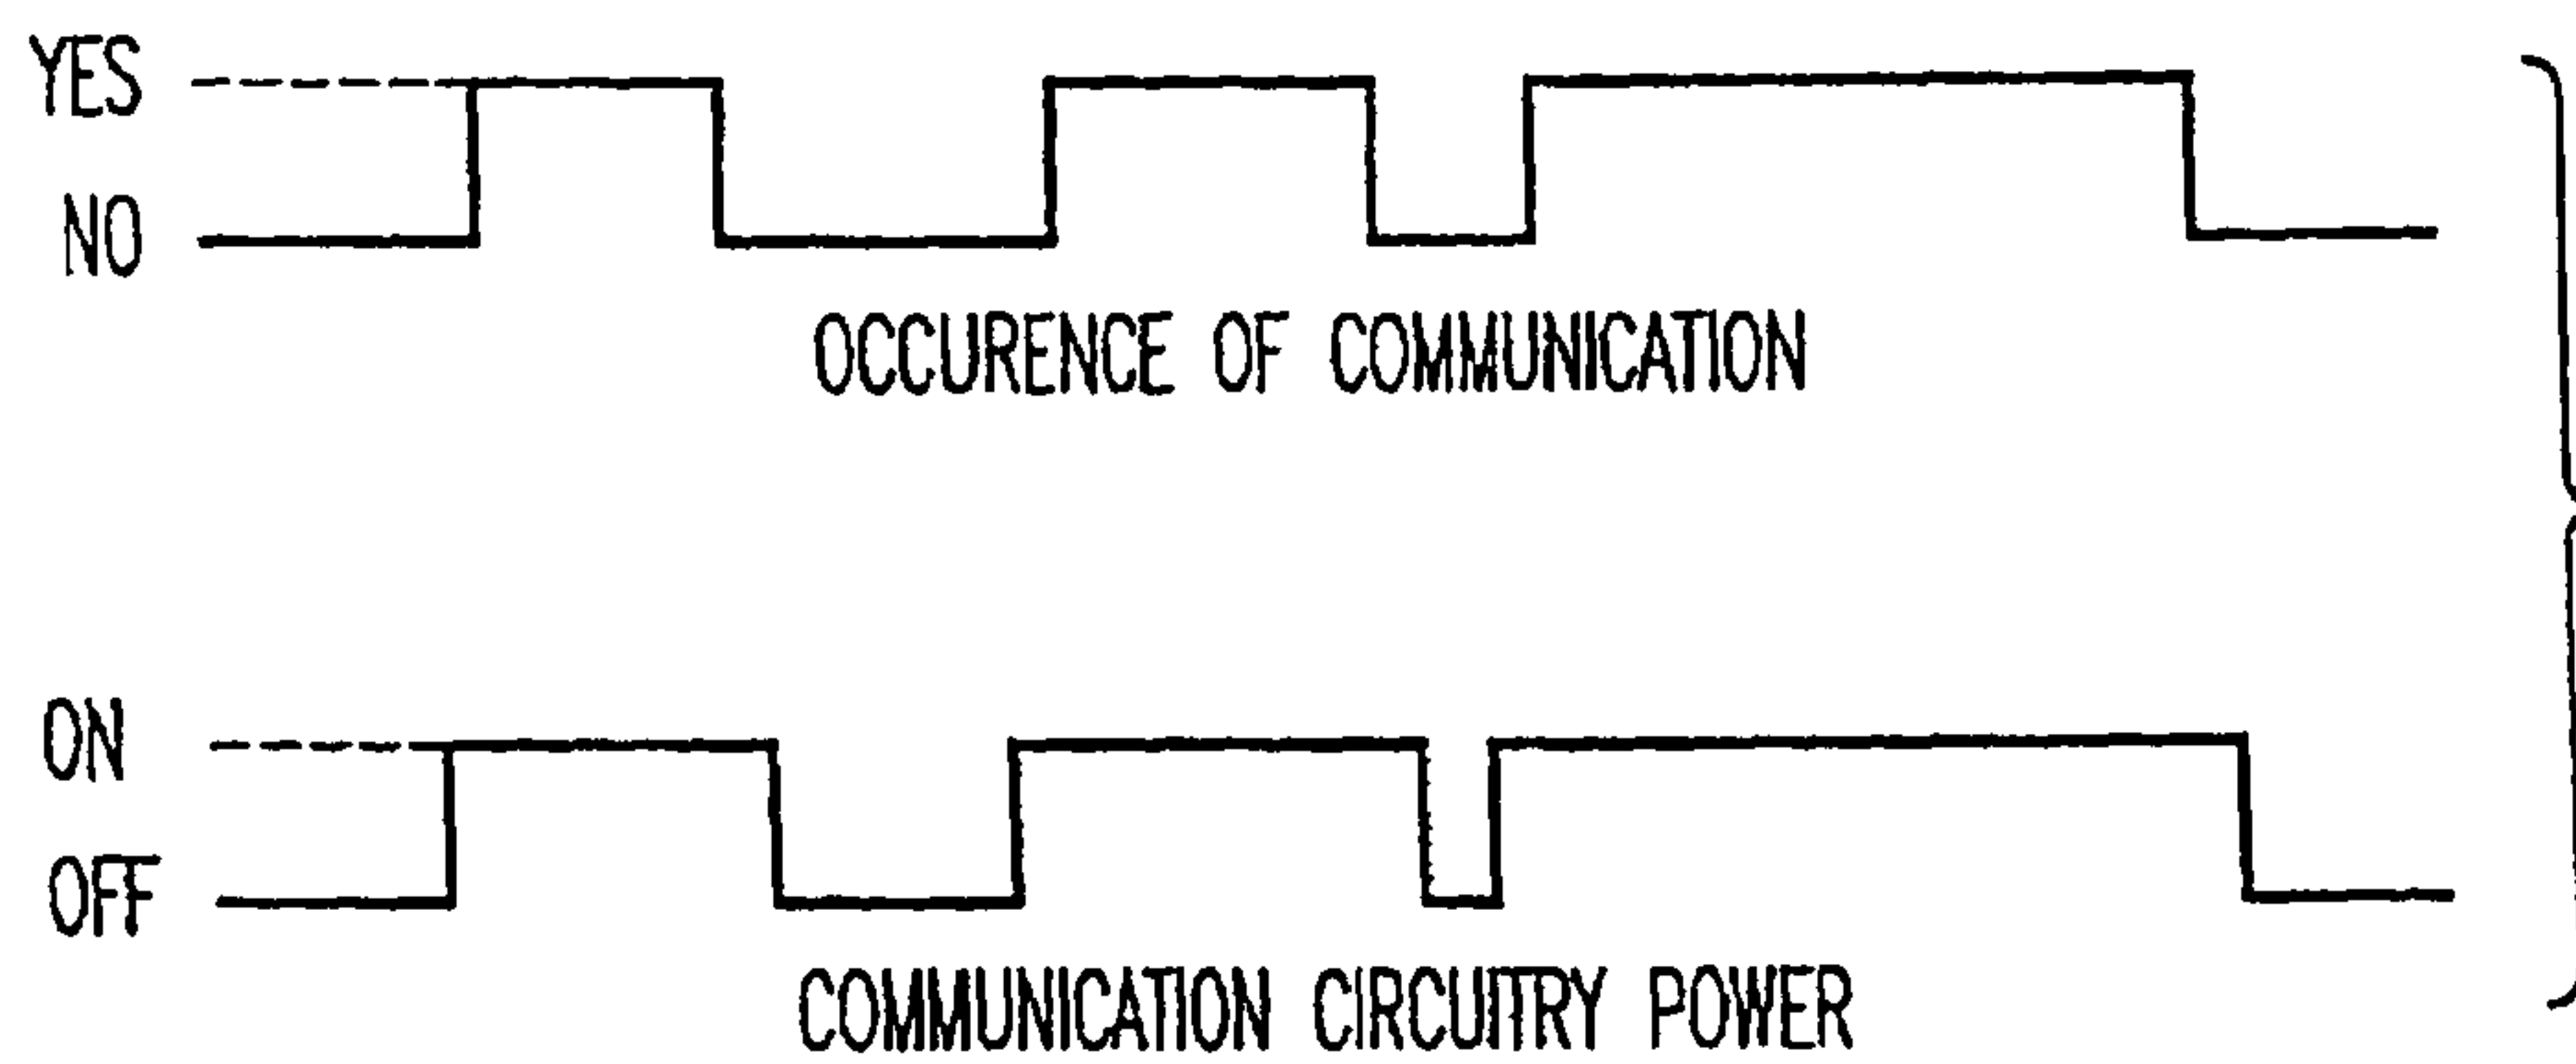 YES
NO
OCCURENCE OF COMMUNICATION
ON
OFF
COMMUNICATION CIRCUITRY POWER